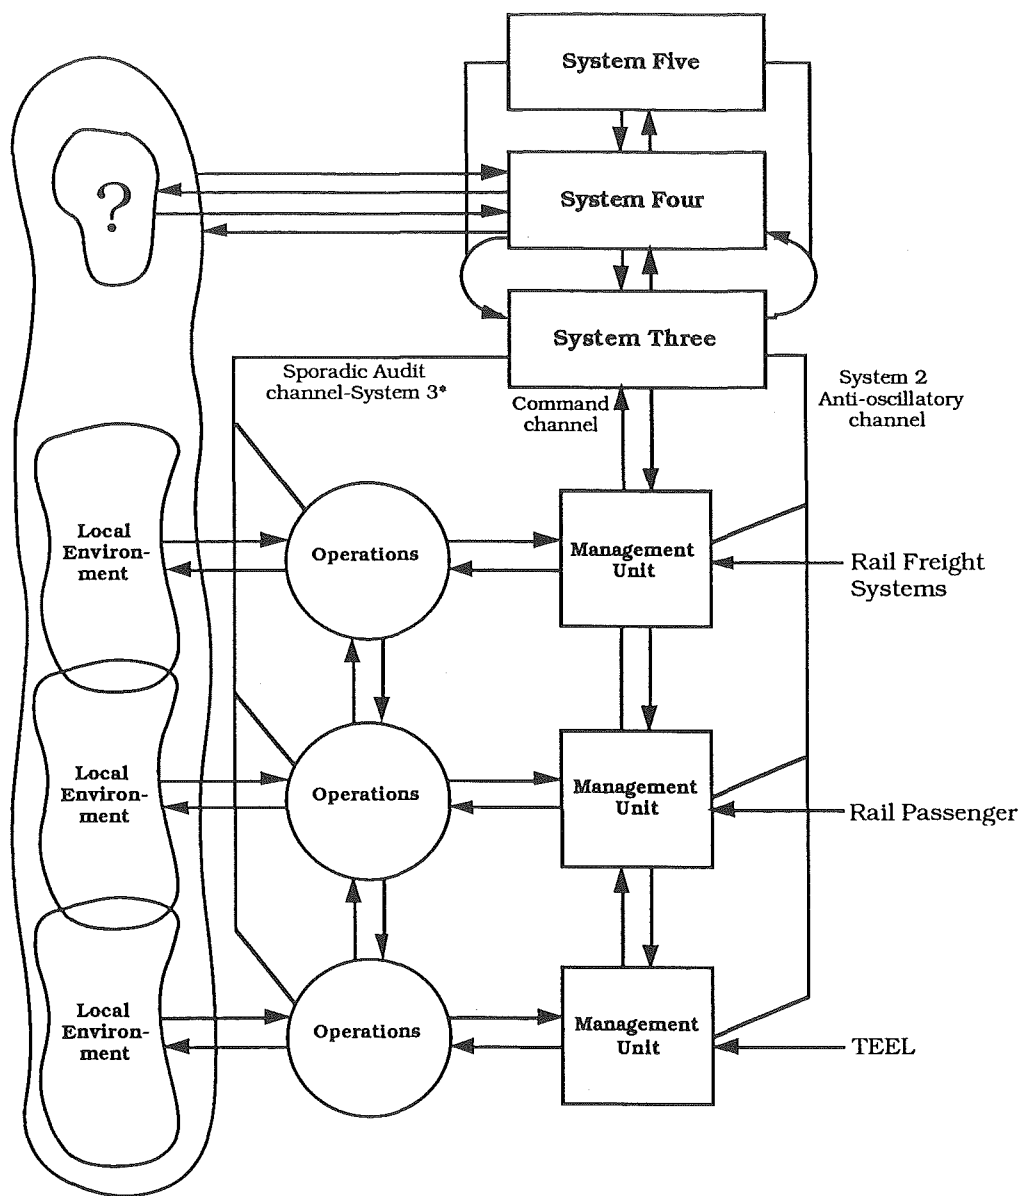 System Five
?
System Four
System Three
Sporadic Audit
channel-System 3*
Command
channel
System 2
Anti-oscillatory
channel
Local
Environ-
ment
Operations
Management
Unit
Rail Freight
Systems
Local
Environ-
ment
Operations
Management
Unit
Rail Passenger
Local
Environ-
ment
Operations
Management
Unit
TEEL